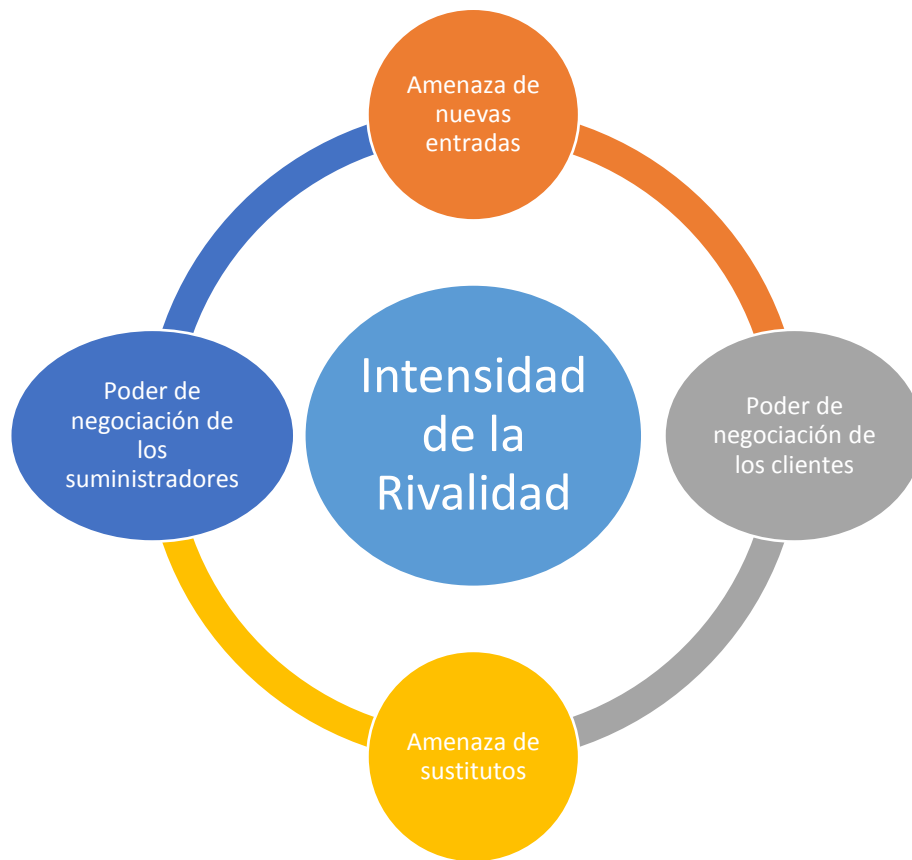 Amenaza de
nuevas
entradas
Intensidad
de la
Rivalidad
Poder de
negociación de
los
suministradores
Poder de
negociación de
los clientes
Amenaza de
sustitutos